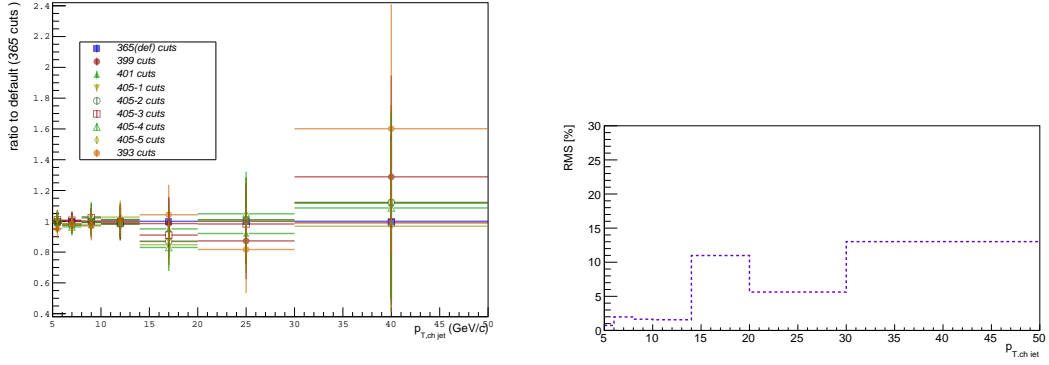 ratio to default (365 cuts )
2.4
2.2
2
1.8
1.6
1.4
1.2
1
0.8
0.6
0.4
365(def) cuts
399 cuts
401 cuts
405-1 cuts
405-2 cuts
405-3 cuts
405-4 cuts
405-5 cuts
393 cuts
5 10 15 20 25 30 35 40 45 50
p T,ch jet (GeV/c)
RMS [%]
30
25
20
15
10
5
0
5 10 15 20 25 30 35 40 45 50
p T,ch jet